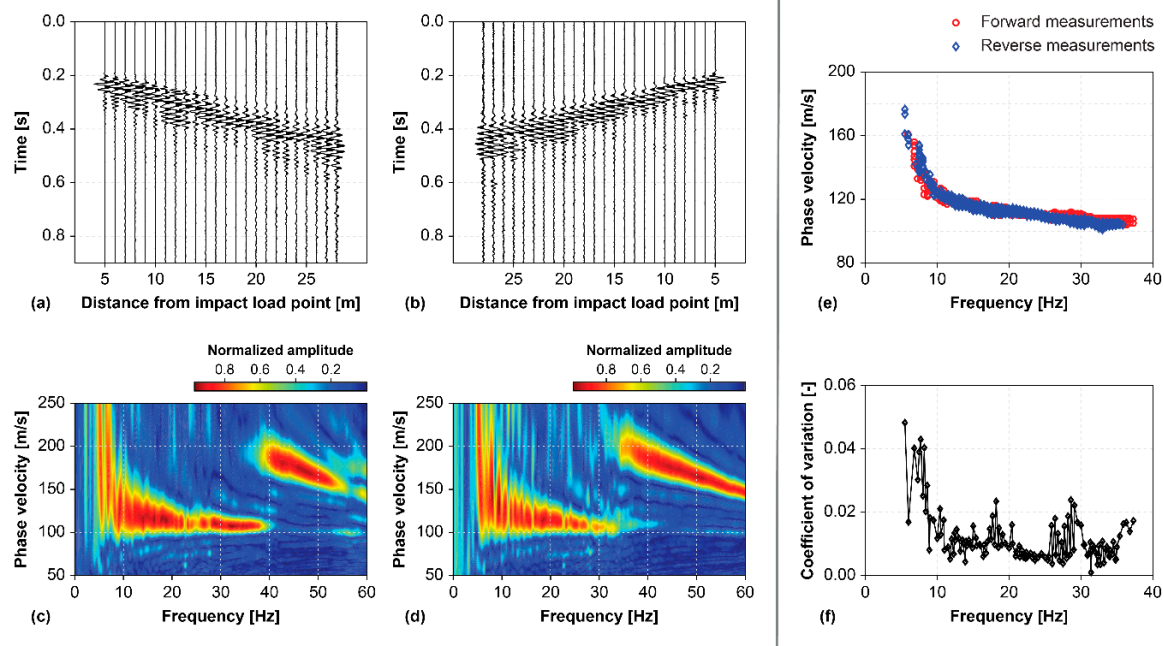 0.0
0.2
0.4
0.6
0.8
Time [s]
5 10 15 20 25
(a) Distance from impact load point [m]
0.0
0.2
0.4
0.6
0.8
Time [s]
25 20 15 10 5
(b) Distance from impact load point [m]
Normalized amplitude
0.8 0.6 0.4 0.2
250
200
150
100
50
Phase velocity [m/s]
0 10 20 30 40 50 60
(c) Frequency [Hz]
Normalized amplitude
0.8 0.6 0.4 0.2
250
200
150
100
50
Phase velocity [m/s]
0 10 20 30 40 50 60
(d) Frequency [Hz]
Forward measurements
Reverse measurements
200
160
120
80
Phase velocity [m/s]
0 10 20 30 40
(e) Frequency [Hz]
0.06
0.04
0.02
0.00
Coefficient of variation [-]
0 10 20 30 40
(f) Frequency [Hz]